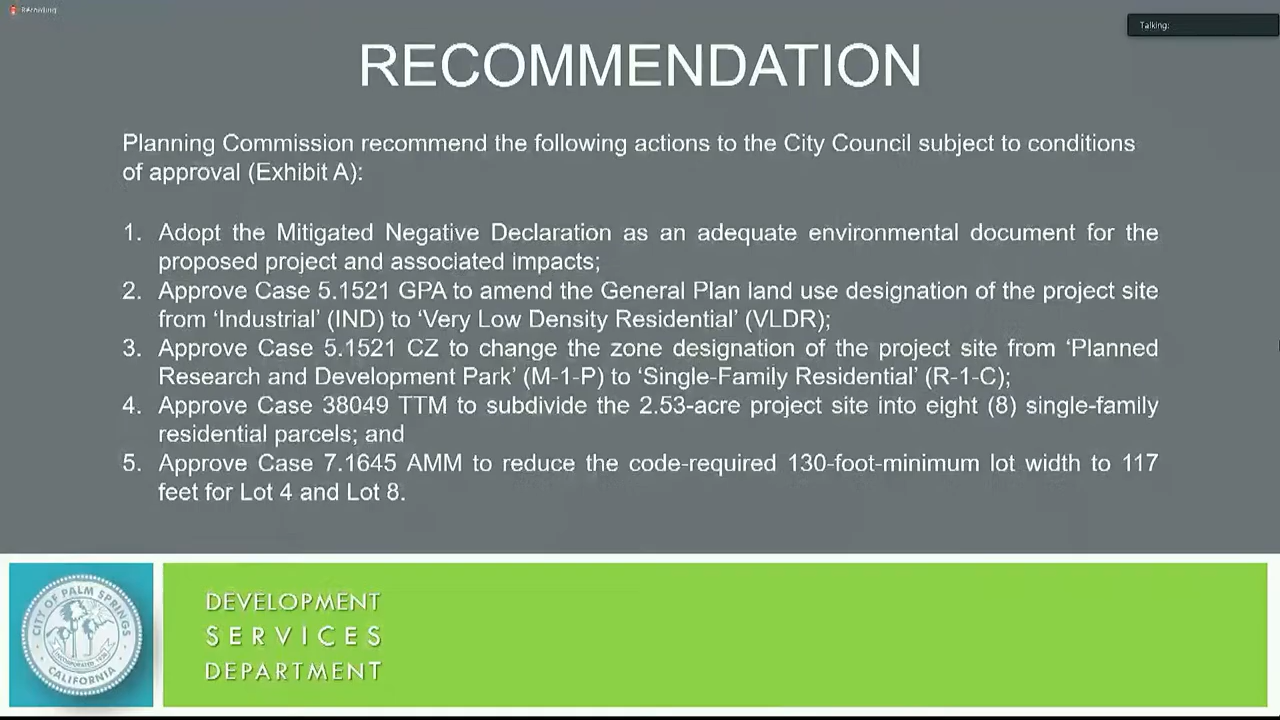 Recording
Talking:
RECOMMENDATION
Planning Commission recommend the following actions to the City Council subject to conditions
of approval (Exhibit A):
1. Adopt the Mitigated Negative Declaration as an adequate environmental document for the
proposed project and associated impacts;
2. Approve Case 5.1521 GPA to amend the General Plan land use designation of the project site
from ‘Industrial’ (IND) to ‘Very Low Density Residential’ (VLDR);
3. Approve Case 5.1521 CZ to change the zone designation of the project site from ‘Planned
Research and Development Park’ (M-1-P) to ‘Single-Family Residential’ (R-1-C);
4. Approve Case 38049 TTM to subdivide the 2.53-acre project site into eight (8) single-family
residential parcels; and
5. Approve Case 7.1645 AMM to reduce the code-required 130-foot-minimum lot width to 117
feet for Lot 4 and Lot 8.
CITY OF PALM SPRINGS
CALIFORNIA
DEVELOPMENT
SERVICES
DEPARTMENT